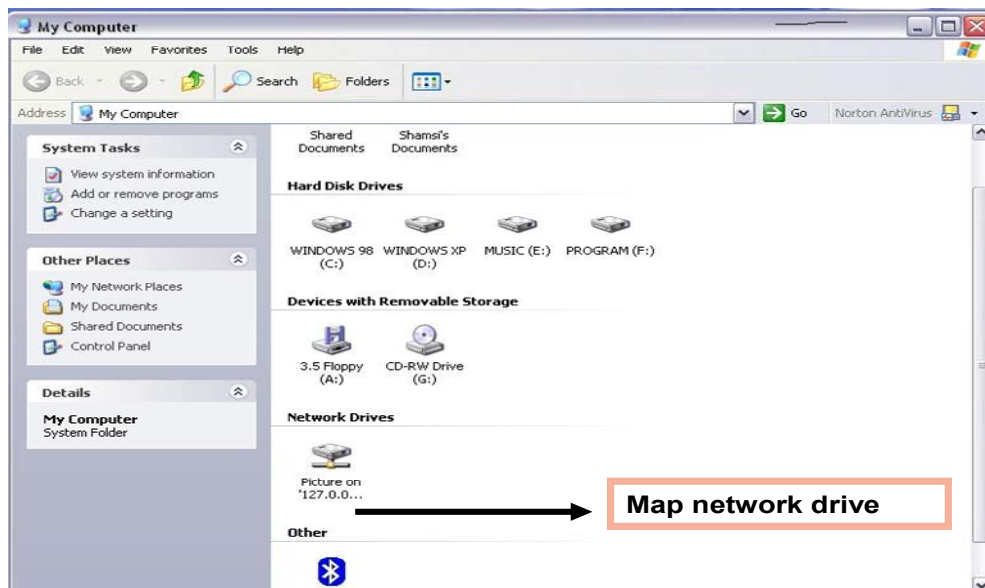 My Computer
File Edit View Favorites Tools Help
Back Search Folders
Address My Computer Go Norton AntiVirus
System Tasks
View system information
Add or remove programs
Change a setting
Other Places
My Network Places
My Documents
Shared Documents
Control Panel
Details
My Computer
System Folder
Shared Documents
Shamsi's Documents
Hard Disk Drives
WINDOWS 98
(C:)
WINDOWS XP
(D:)
MUSIC (E:)
PROGRAM (F:)
Devices with Removable Storage
3.5 Floppy
(A:)
CD-RW Drive
(G:)
Network Drives
Picture on
'127.0.0...
Map network drive
Other